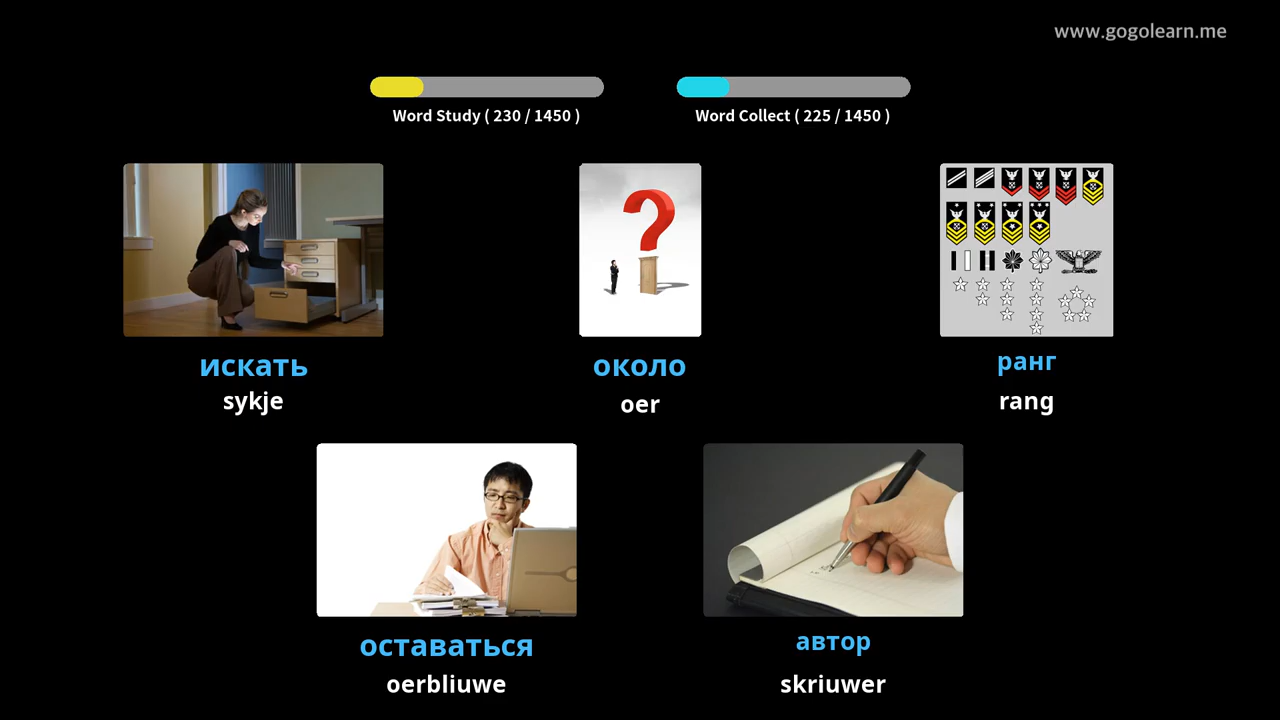 www.gogolearn.me
Word Study ( 230 / 1450 )
Word Collect ( 225 / 1450 )
искать
sykje
около
oer
ранг
rang
оставаться
oerbliuwe
автор
skriuwer